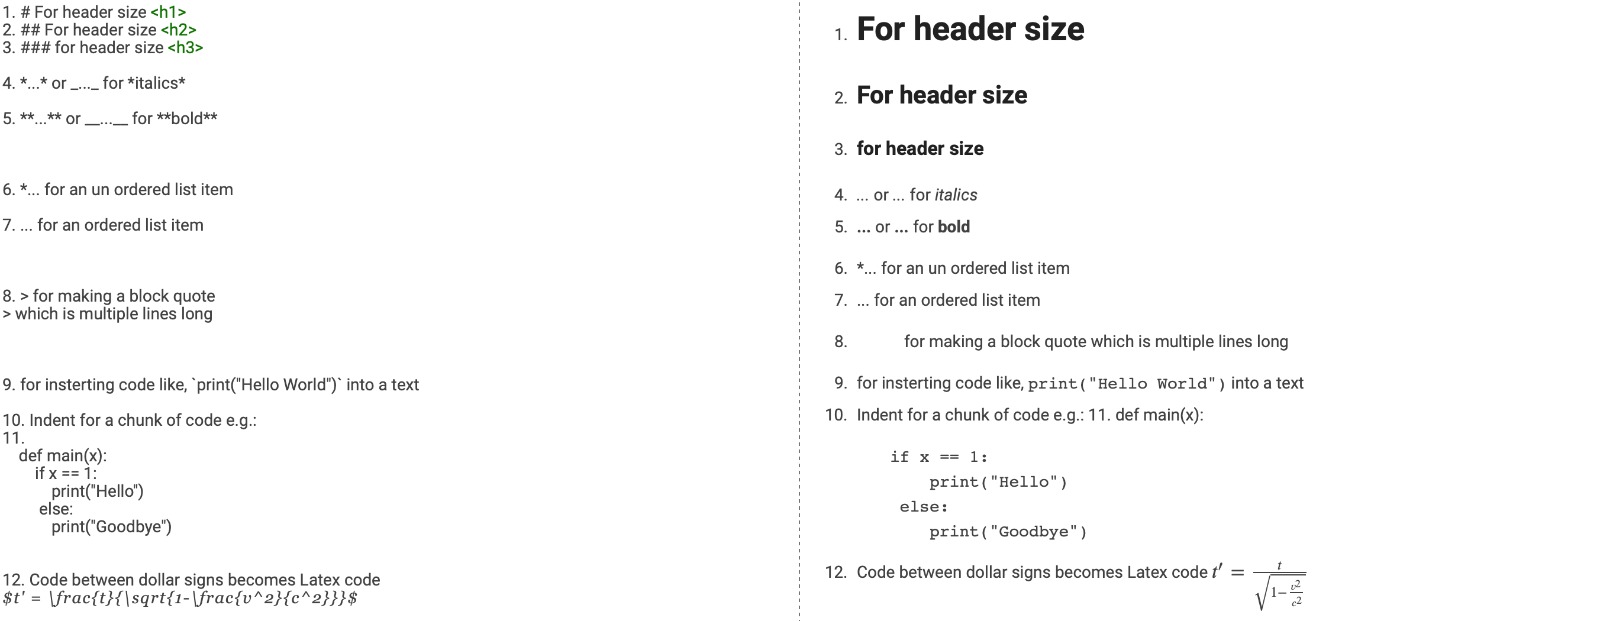 1. # For header size <h1>
2. ## For header size <h2>
3. ### for header size <h3>
4. *...* or _..._ for *italics*
5. **...** or __...__ for **bold**
6. *... for an un ordered list item
7. ... for an ordered list item
8. > for making a block quote
> which is multiple lines long
9. for insterting code like, `print("Hello World")` into a text
10. Indent for a chunk of code e.g.:
11.
def main(x):
if x == 1:
print("Hello")
else:
print("Goodbye")
12. Code between dollar signs becomes Latex code
$t' = \frac{t}{\sqrt{1-\frac{v^2}{c^2}}}$
1. For header size
2. For header size
3. for header size
4. ... or ... for italics
5. ... or ... for bold
6. *... for an un ordered list item
7. ... for an ordered list item
8. for making a block quote which is multiple lines long
9. for insterting code like, print("Hello World") into a text
10. Indent for a chunk of code e.g.: 11. def main(x):
if x == 1:
print("Hello")
else:
print("Goodbye")
12. Code between dollar signs becomes Latex code t′ = t/√(1−v²/c²)